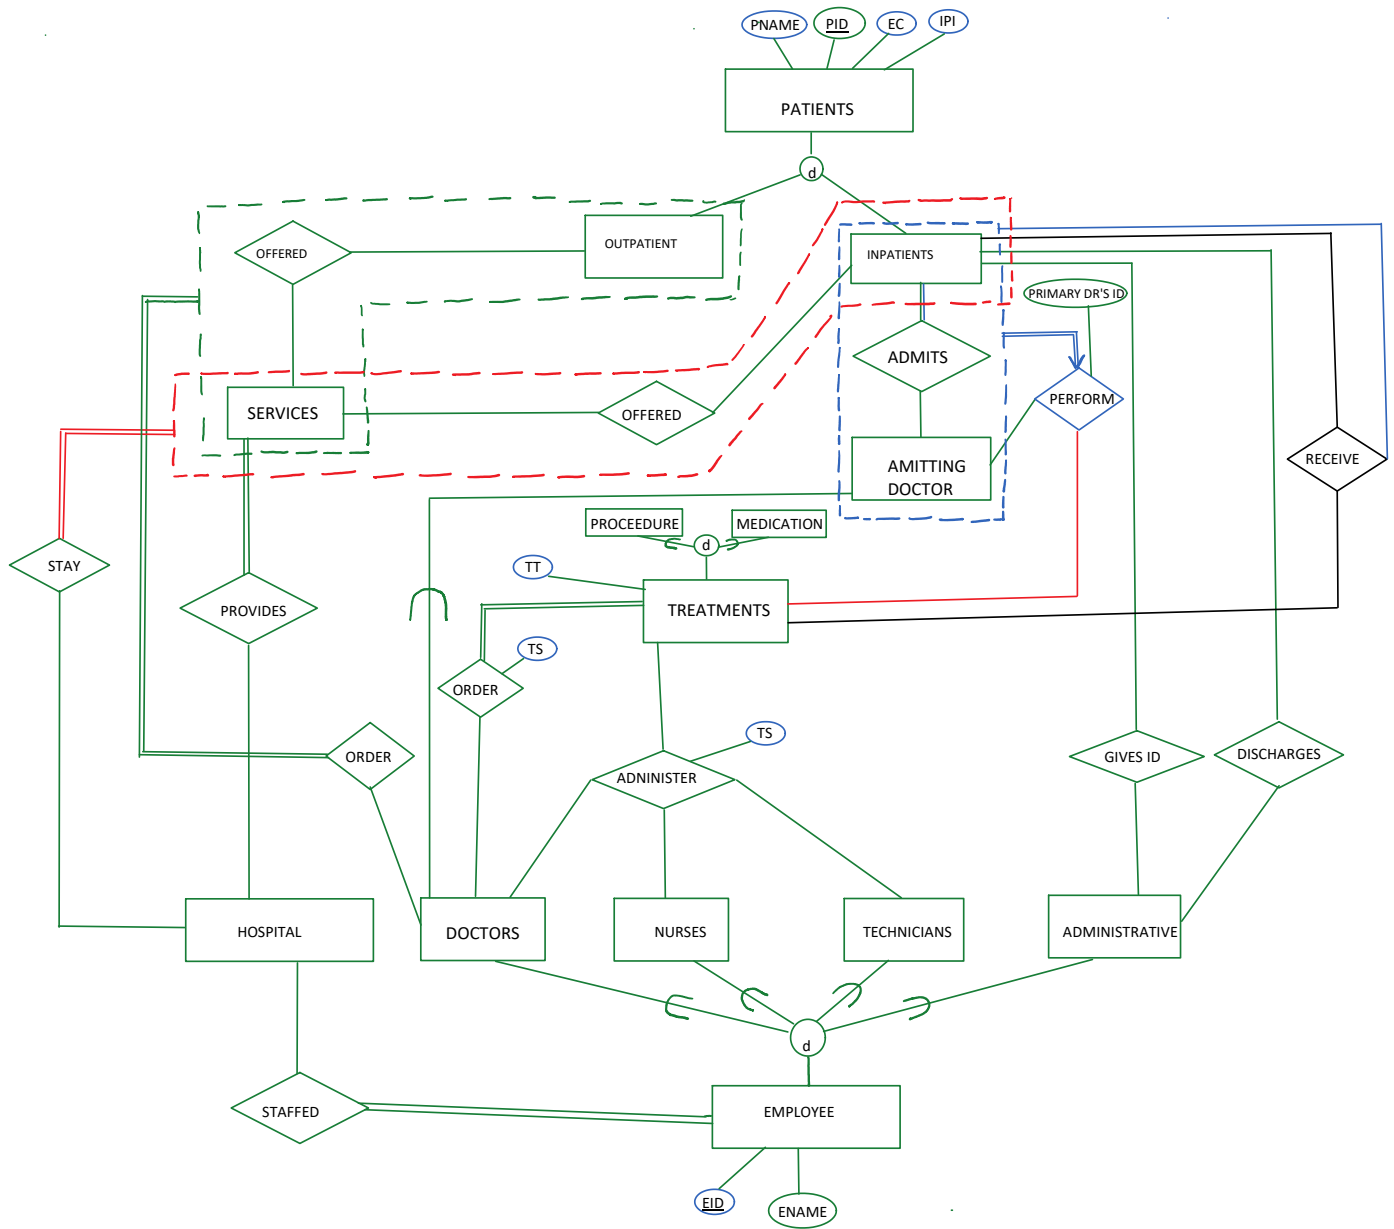 PNAME
PID
EC
IPI
PATIENTS
d
OUTPATIENT
OFFERED
INPATIENTS
PRIMARY DR'S ID
ADMITS
PERFORM
SERVICES
OFFERED
RECEIVE
AMITTING
DOCTOR
PROCEEDURE
MEDICATION
d
STAY
TT
PROVIDES
TREATMENTS
TS
ORDER
TS
ORDER
ADNINISTER
GIVES ID
DISCHARGES
HOSPITAL
DOCTORS
NURSES
TECHNICIANS
ADMINISTRATIVE
d
STAFFED
EMPLOYEE
EID
ENAME